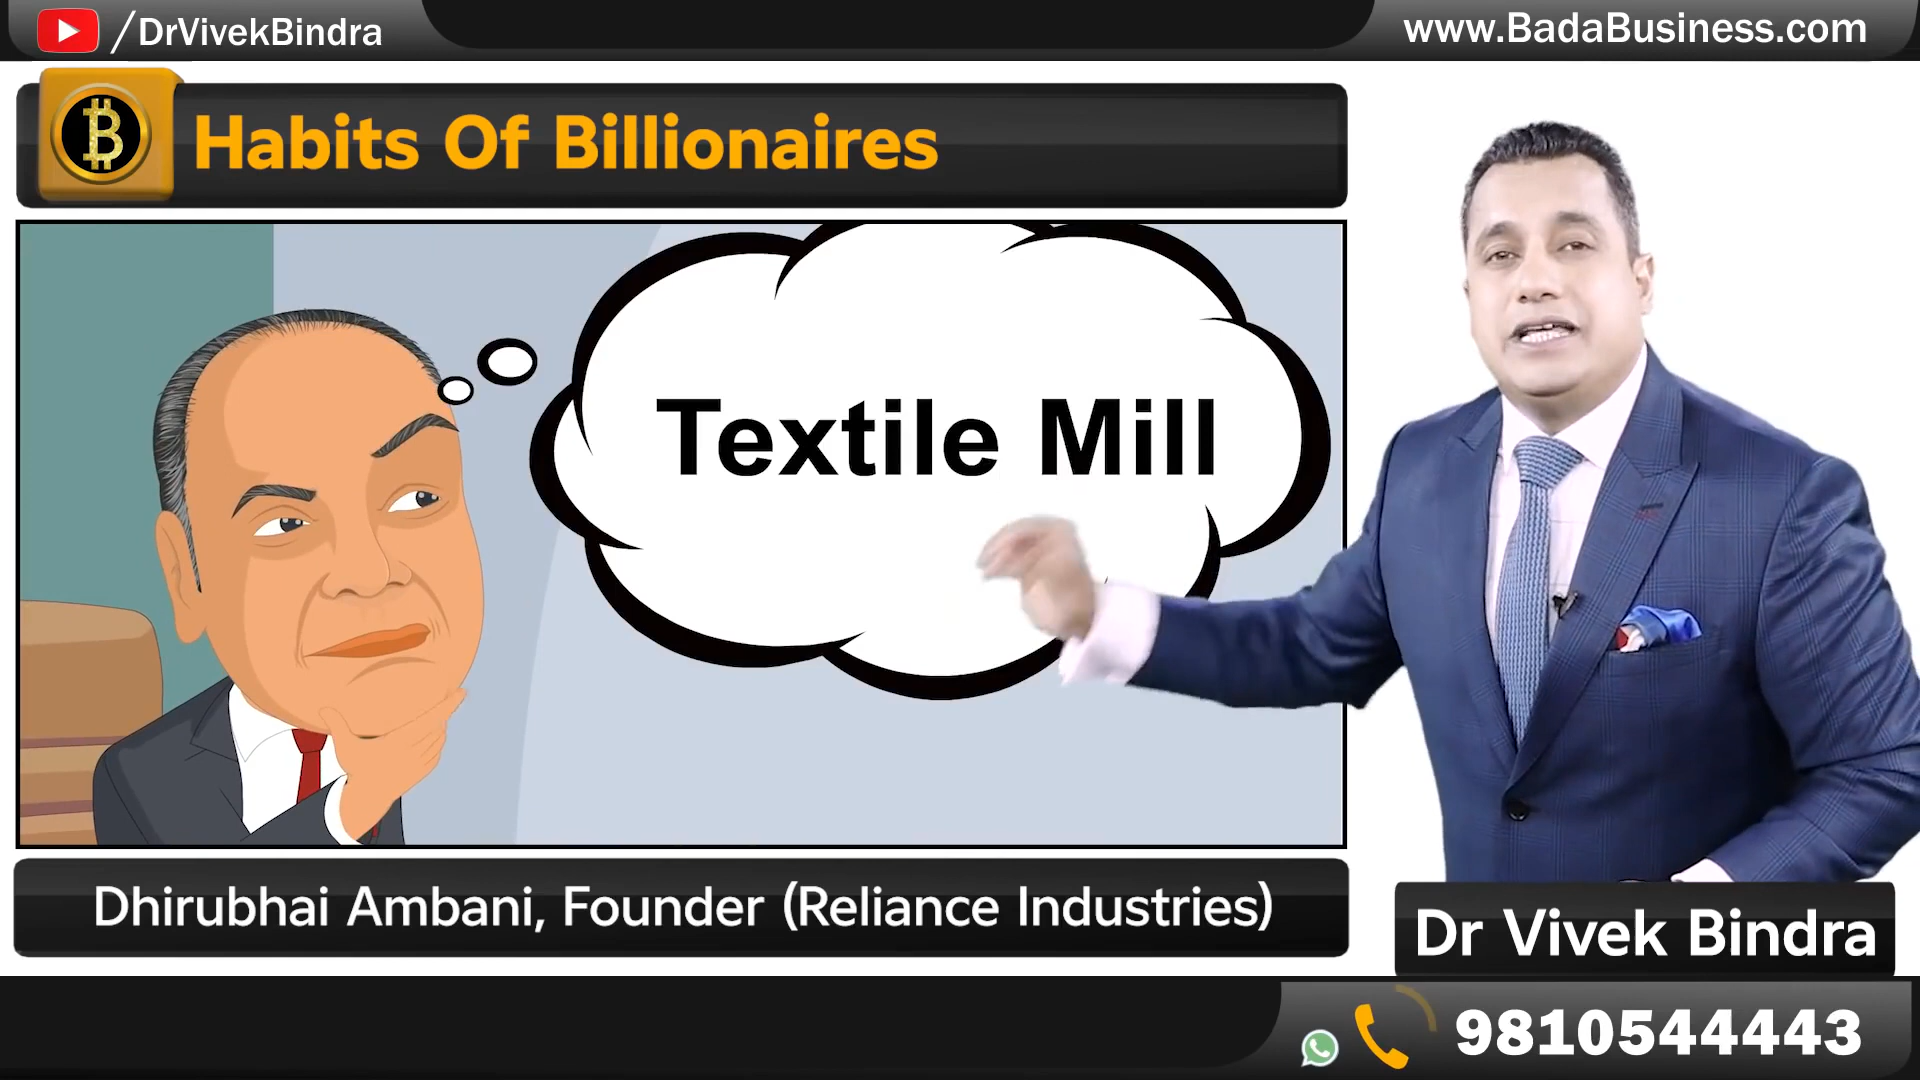 /DrVivekBindra
www.BadaBusiness.com
Habits Of Billionaires
Textile Mill
Dhirubhai Ambani, Founder (Reliance Industries)
Dr Vivek Bindra
9810544443